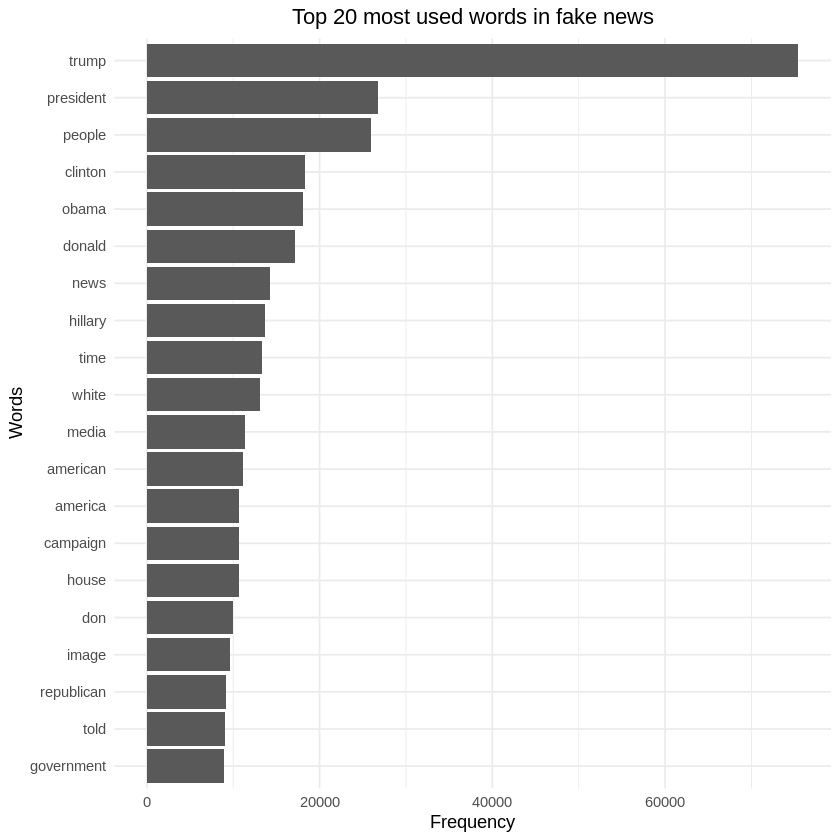 Top 20 most used words in fake news
Words
trump
president
people
clinton
obama
donald
news
hillary
time
white
media
american
america
campaign
house
don
image
republican
told
government
0 20000 40000 60000
Frequency